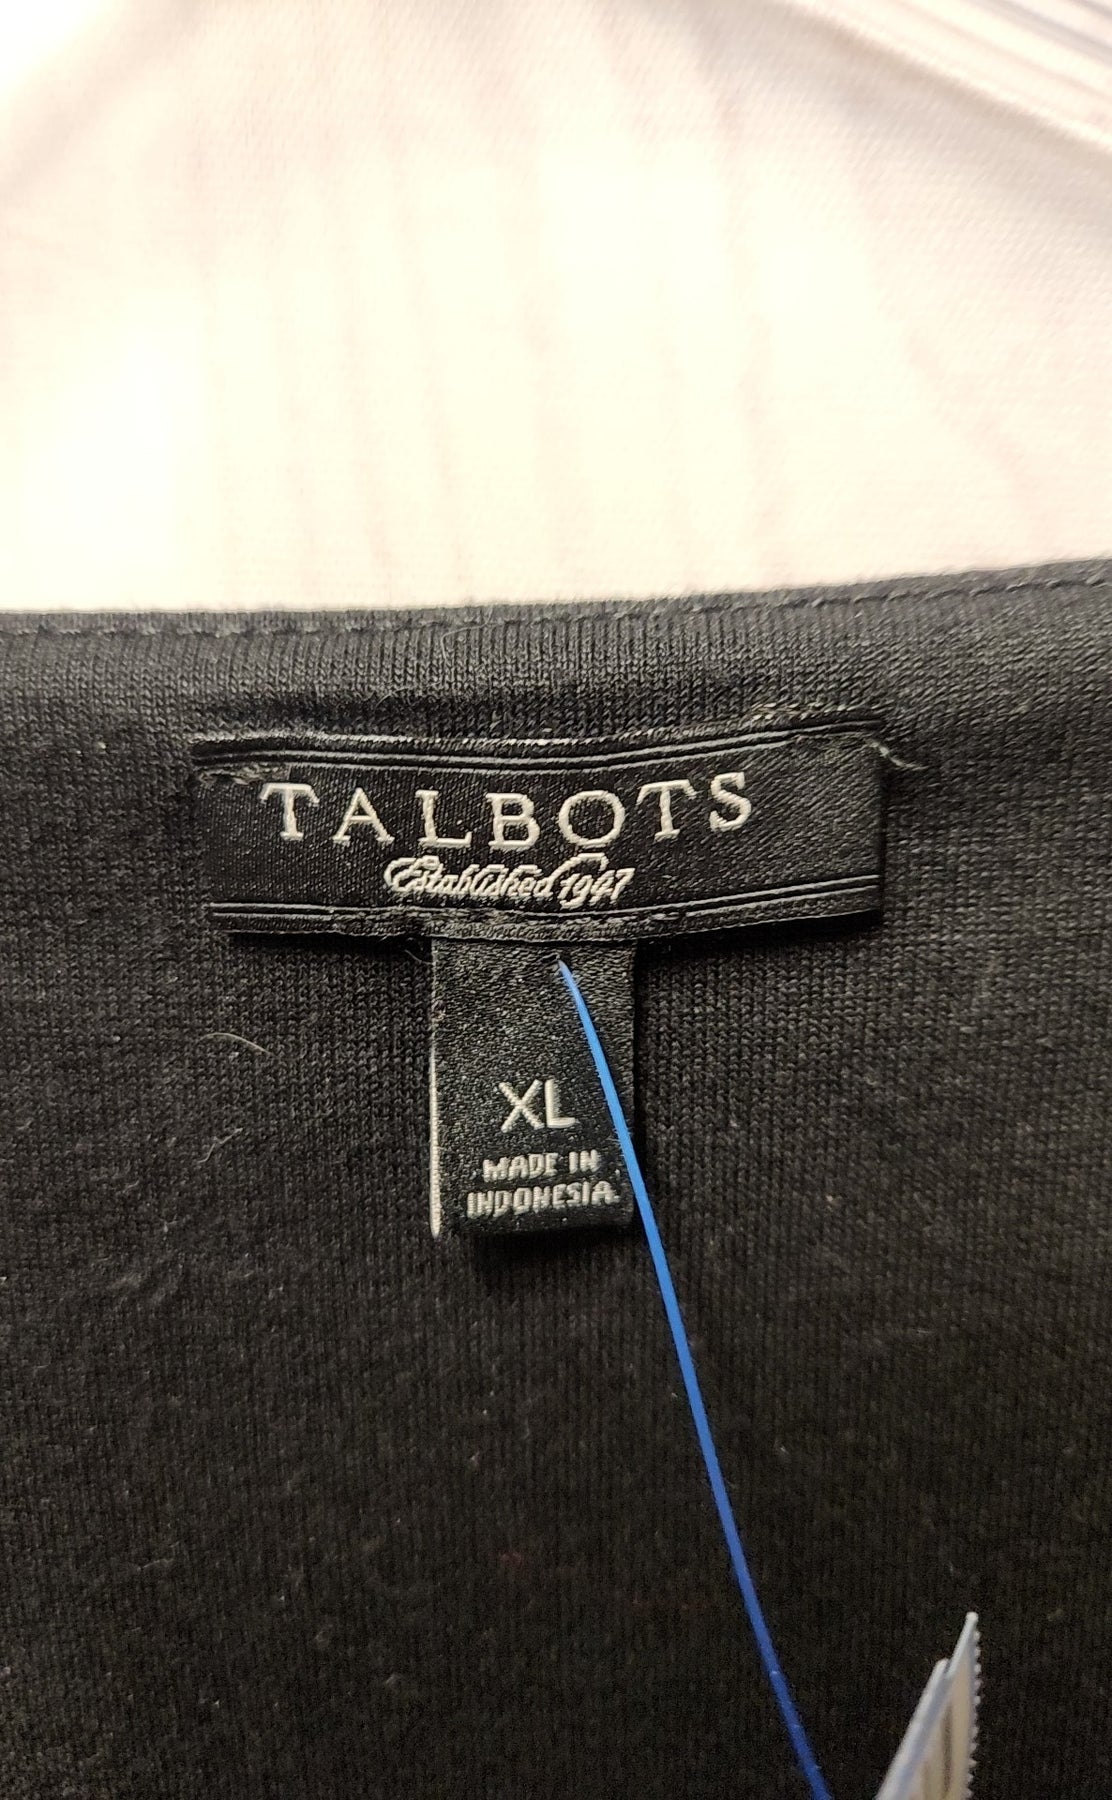 TALBOTS
Established 1947
XL
MADE IN
INDONESIA